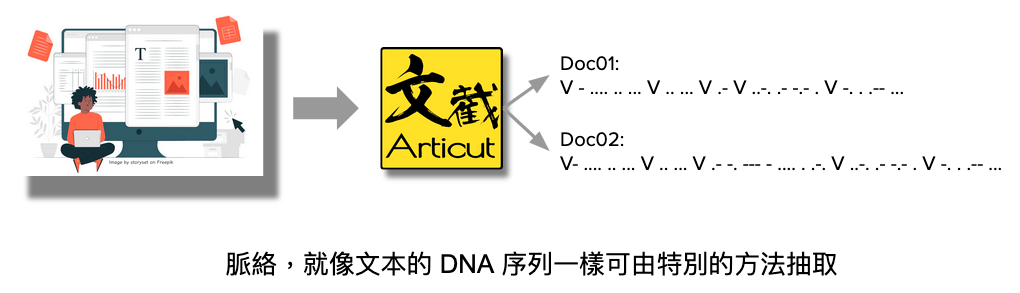 T
Image by storyset on Freepik
文截
Articut
Doc01:
V - .... .. ... V .. ... V .- V ..-. .- -.- . V -. . .-- ...
Doc02:
V- .... .. ... V .. ... V .- -. --- - .... . .-. V ..-. .- -.- . V -. . .-- ...
脈絡，就像文本的 DNA 序列一樣可由特別的方法抽取